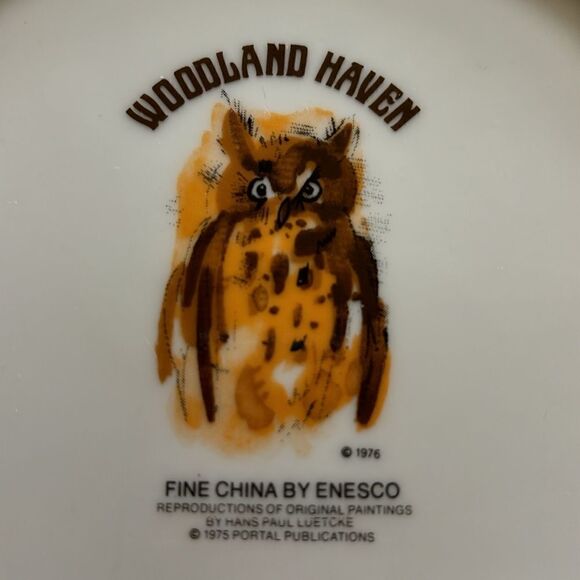 WOODLAND HAVEN
© 1976
FINE CHINA BY ENESCO
REPRODUCTIONS OF ORIGINAL PAINTINGS
BY HANS PAUL LUETCKE
© 1975 PORTAL PUBLICATIONS